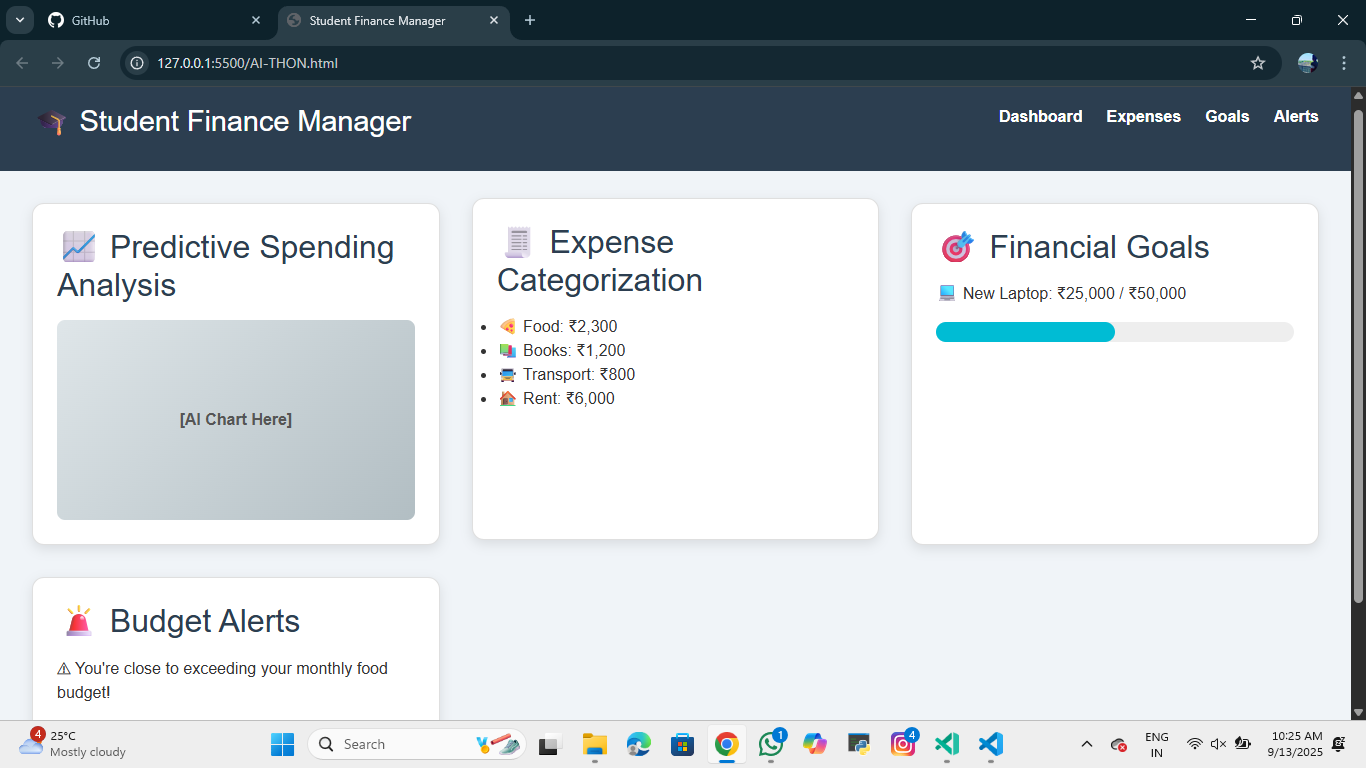 GitHub
Student Finance Manager
127.0.0.1:5500/AI-THON.html
Student Finance Manager
Dashboard Expenses Goals Alerts
Predictive Spending
Analysis
[AI Chart Here]
Expense
Categorization
Food: ₹2,300
Books: ₹1,200
Transport: ₹800
Rent: ₹6,000
Financial Goals
New Laptop: ₹25,000 / ₹50,000
Budget Alerts
⚠ You're close to exceeding your monthly food
budget!
4
25°C
Mostly cloudy
Search
1
4
ENG
IN
10:25 AM
9/13/2025